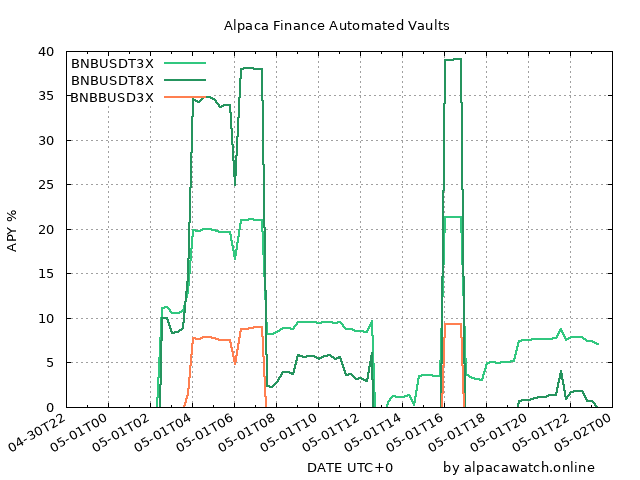 Alpaca Finance Automated Vaults
BNBUSDT3X
BNBUSDT8X
BNBBUSD3X
40
35
30
25
20
15
10
5
0
APY %
04-30T22
05-01T00
05-01T02
05-01T04
05-01T06
05-01T08
05-01T10
05-01T12
05-01T14
05-01T16
05-01T18
05-01T20
05-01T22
05-02T00
DATE UTC+0
by alpacawatch.online